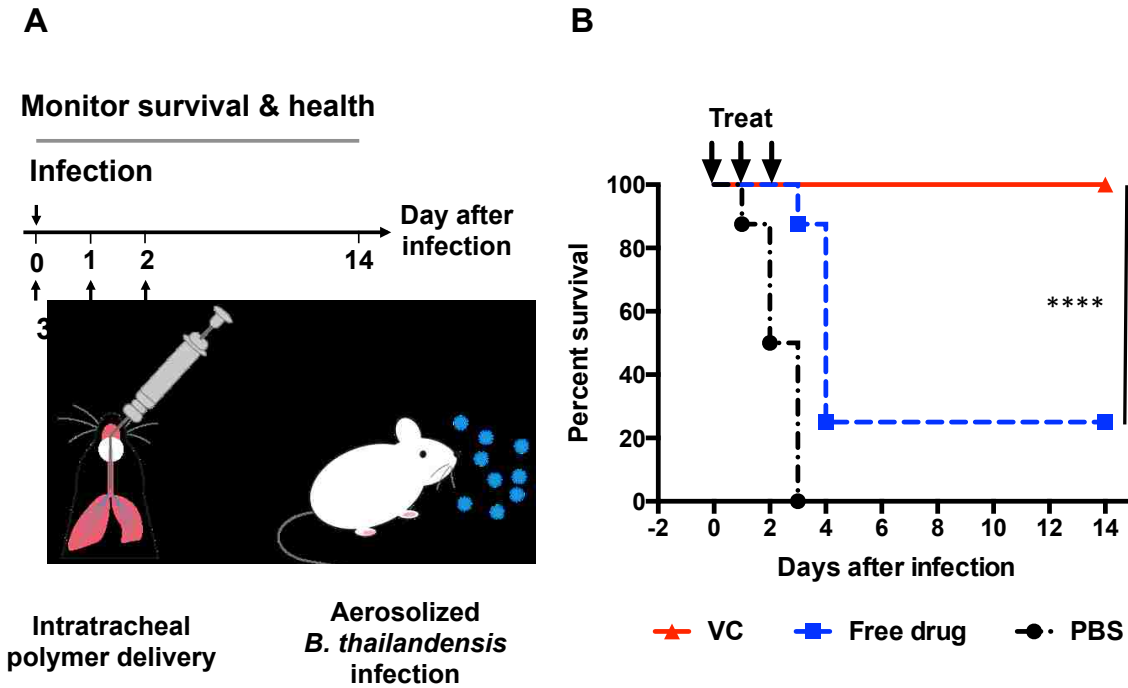 A
Monitor survival & health
Infection
Day after
infection
0 1 2 14
3
Intratracheal
polymer delivery
Aerosolized
B. thailandensis
infection
B
Treat
Percent survival
100
80
60
40
20
0
-2 0 2 4 6 8 10 12 14
****
Days after infection
VC Free drug PBS